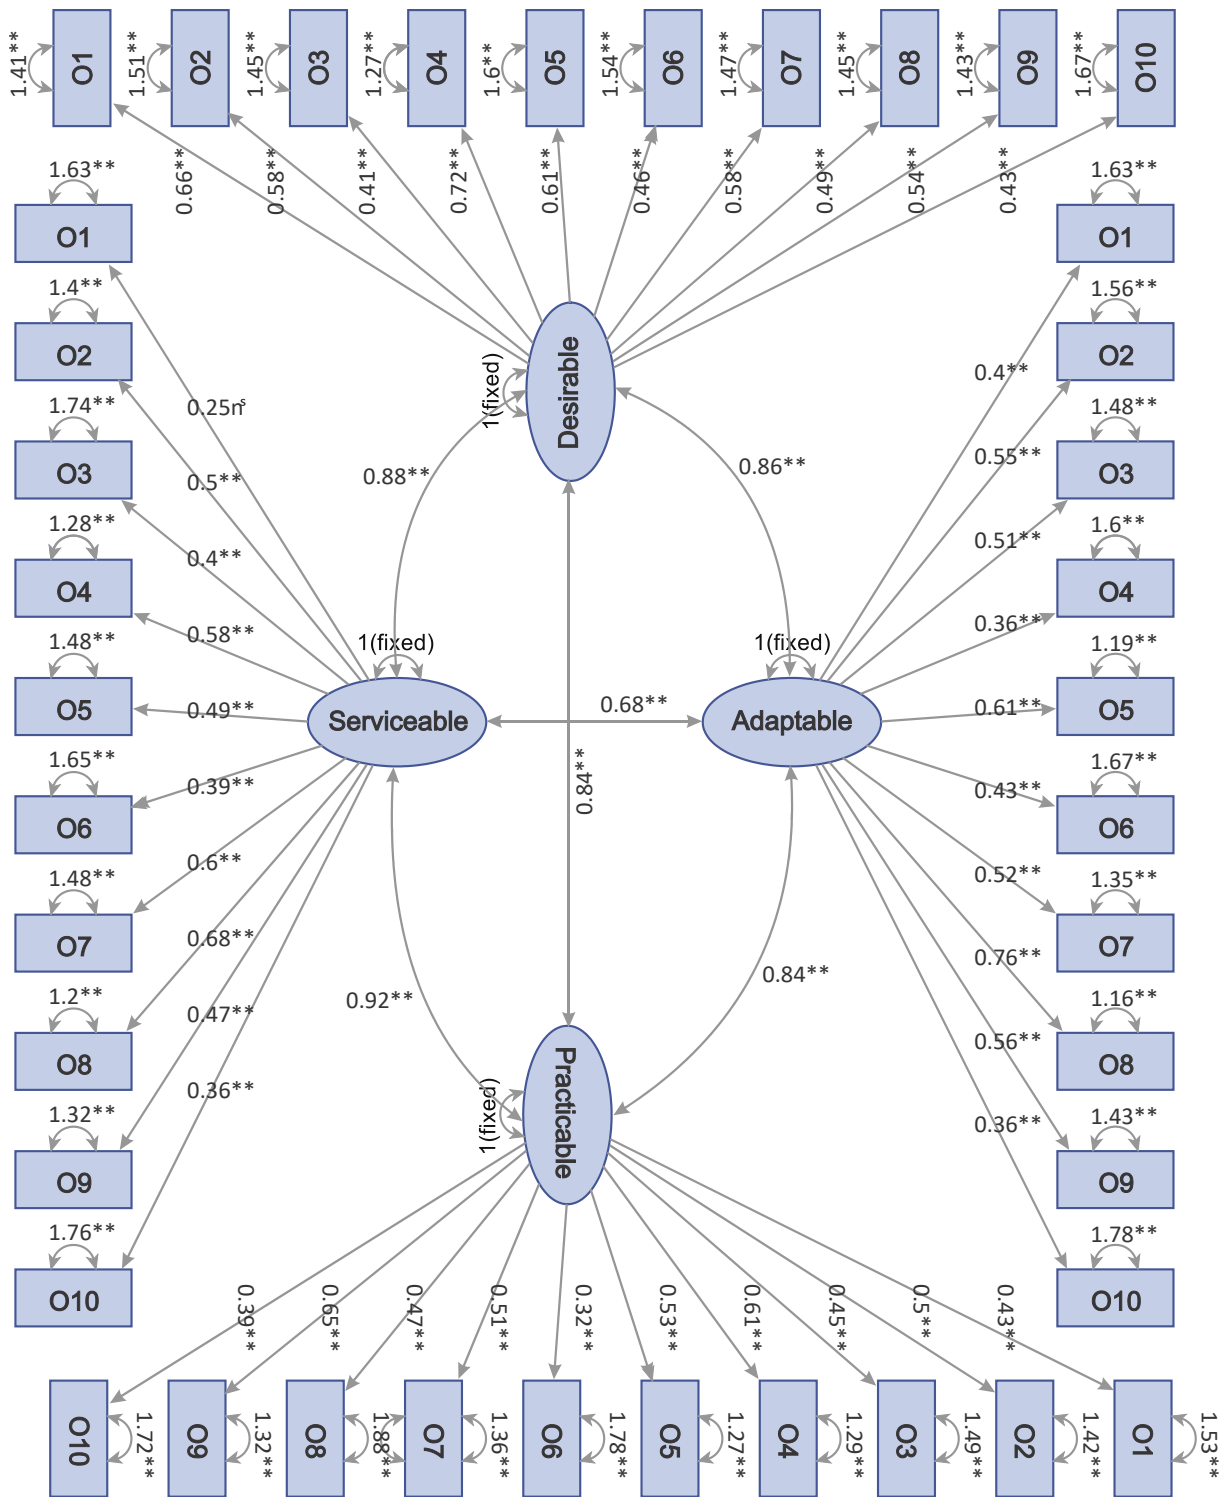 1.41**
O1
1.51**
O2
1.45**
O3
1.27**
O4
1.6**
O5
1.54**
O6
1.47**
O7
1.45**
O8
1.43**
O9
1.67**
O10
0.66**
0.58**
0.41**
0.72**
0.61**
0.46**
0.58**
0.49**
0.54**
0.43**
1.63**
O1
1.4**
O2
1.74**
O3
1.28**
O4
1.48**
O5
1.65**
O6
1.48**
O7
1.2**
O8
1.32**
O9
1.76**
O10
0.25ns
0.5**
0.4**
0.58**
0.49**
0.39**
0.6**
0.68**
0.47**
0.36**
1(fixed)
Desirable
0.88**
0.86**
1(fixed)
Serviceable
0.68**
0.84**
1(fixed)
Adaptable
0.92**
0.84**
1(fixed)
Practicable
0.4**
0.55**
0.51**
0.36**
0.61**
0.43**
0.52**
0.76**
0.56**
0.36**
1.63**
O1
1.56**
O2
1.48**
O3
1.6**
O4
1.19**
O5
1.67**
O6
1.35**
O7
1.16**
O8
1.43**
O9
1.78**
O10
0.39**
0.65**
0.47**
0.51**
0.32**
0.53**
0.61**
0.45**
0.5**
0.43**
O10
1.72**
O9
1.32**
O8
1.88**
O7
1.36**
O6
1.78**
O5
1.27**
O4
1.29**
O3
1.49**
O2
1.42**
O1
1.53**